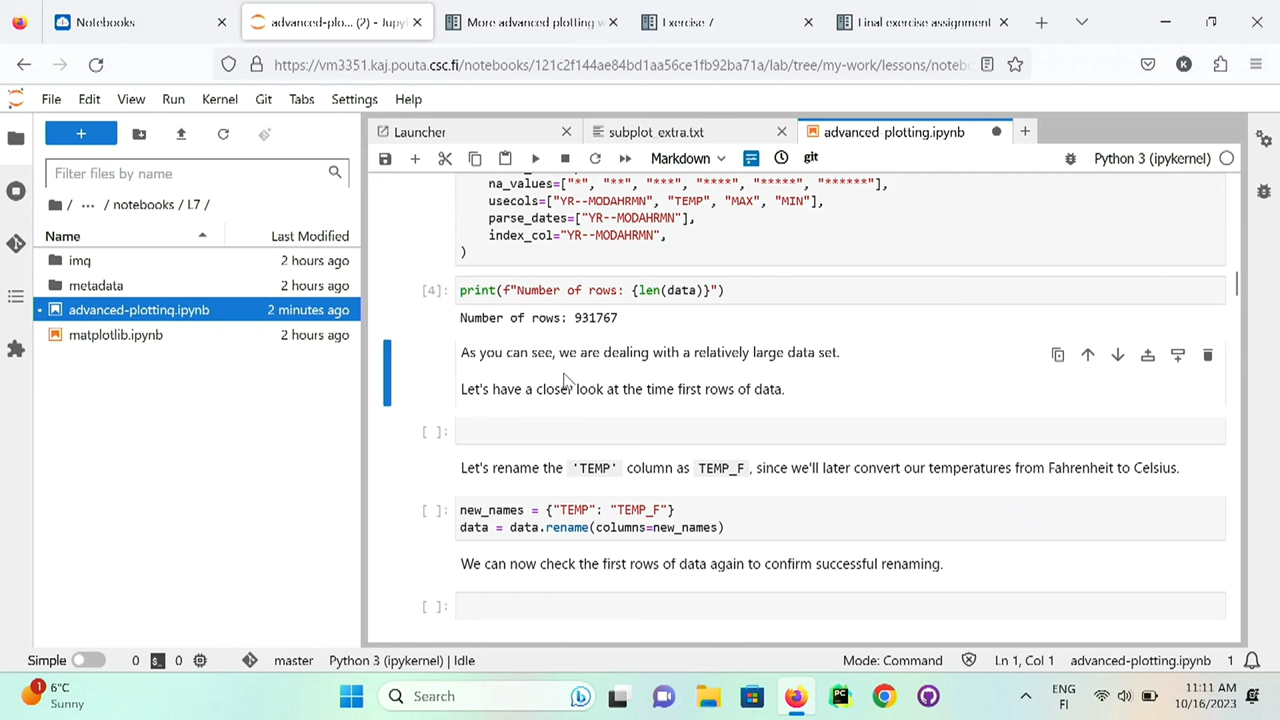 Notebooks
advanced-plo... (2) - Jupyt
More advanced plotting w
Exercise 7
Final exercise assignment
https://vm3351.kaj.pouta.csc.fi/notebooks/121c2f144ae84bd1aa56ce1fb92ba71a/lab/tree/my-work/lessons/noteb
K
File Edit View Run Kernel Git Tabs Settings Help
+
Launcher
subplot_extra.txt
advanced-plotting.ipynb
Filter files by name
Markdown
git
Python 3 (ipykernel)
/ ... / notebooks / L7 /
Name
Last Modified
img
2 hours ago
metadata
2 hours ago
advanced-plotting.ipynb
2 minutes ago
matplotlib.ipynb
2 hours ago
na_values=["*", "**", "***", "****", "*****", "******"],
usecols=["YR--MODAHRMN", "TEMP", "MAX", "MIN"],
parse_dates=["YR--MODAHRMN"],
index_col="YR--MODAHRMN",
)
[4]: print(f"Number of rows: {len(data)}")
Number of rows: 931767
As you can see, we are dealing with a relatively large data set.
Let's have a closer look at the time first rows of data.
[ ]:
Let's rename the 'TEMP' column as TEMP_F, since we'll later convert our temperatures from Fahrenheit to Celsius.
[ ]: new_names = {"TEMP": "TEMP_F"}
data = data.rename(columns=new_names)
We can now check the first rows of data again to confirm successful renaming.
[ ]:
Simple
0
0
master
Python 3 (ipykernel) | Idle
Mode: Command
Ln 1, Col 1
advanced-plotting.ipynb
1
1
6°C
Sunny
Search
ENG
FI
11:11 AM
10/16/2023